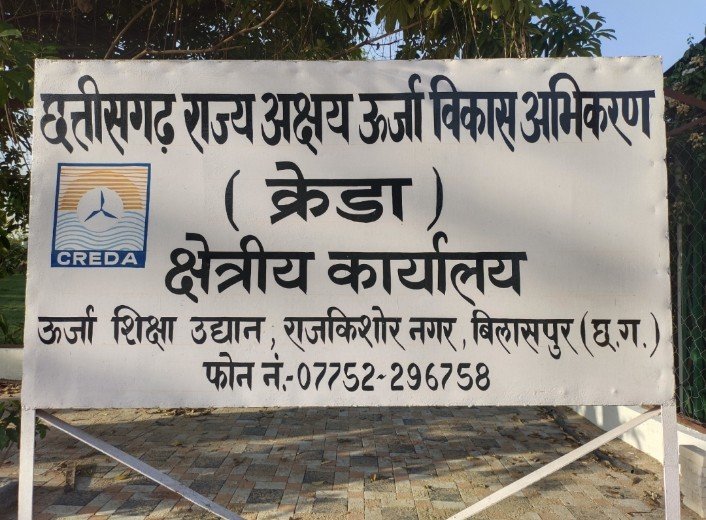 छत्तीसगढ़ राज्य अक्षय ऊर्जा विकास अभिकरण
( क्रेडा )
CREDA
क्षेत्रीय कार्यालय
ऊर्जा शिक्षा उद्यान, राजकिशोर नगर, बिलासपुर (छ.ग.)
फोन नं.-07752-296758